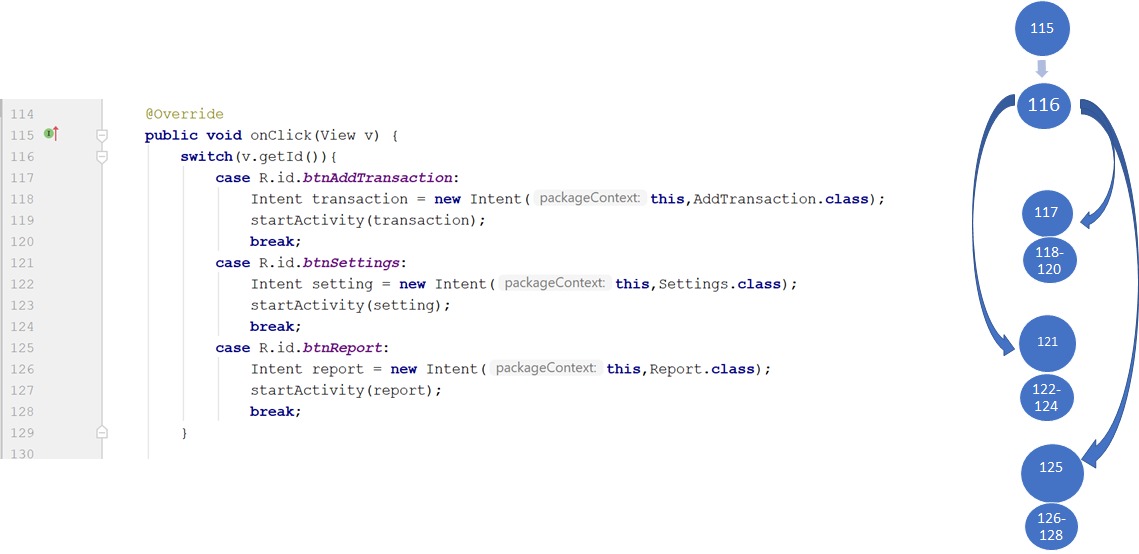 114 @Override
115 public void onClick(View v) {
116 switch(v.getId()){
117 case R.id.btnAddTransaction:
118 Intent transaction = new Intent( packageContext: this,AddTransaction.class);
119 startActivity(transaction);
120 break;
121 case R.id.btnSettings:
122 Intent setting = new Intent( packageContext: this,Settings.class);
123 startActivity(setting);
124 break;
125 case R.id.btnReport:
126 Intent report = new Intent( packageContext: this,Report.class);
127 startActivity(report);
128 break;
129 }
130
115
116
117
118-
120
121
122-
124
125
126-
128